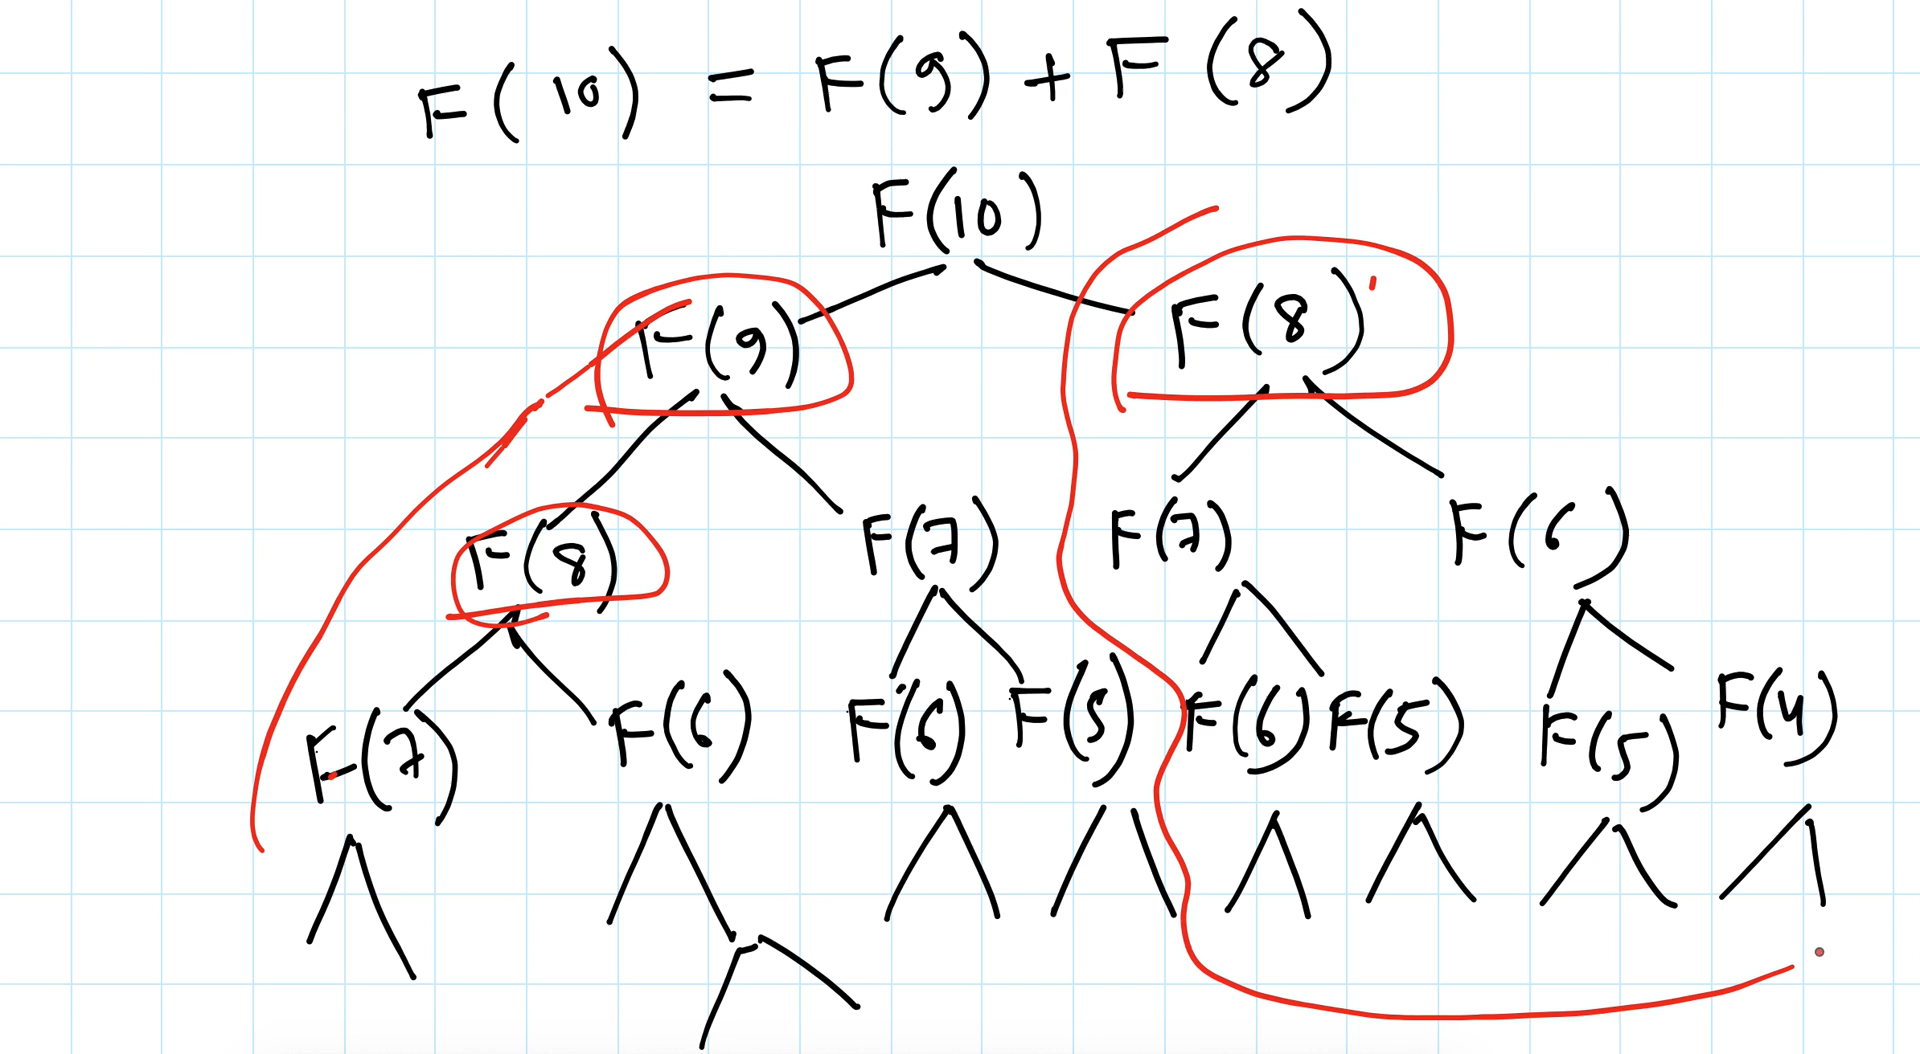 F(10) = F(9) + F(8)
F(10)
F(9) F(8)
F(8) F(7) F(7) F(6)
F(7) F(6) F(6) F(5) F(6) F(5) F(5) F(4)